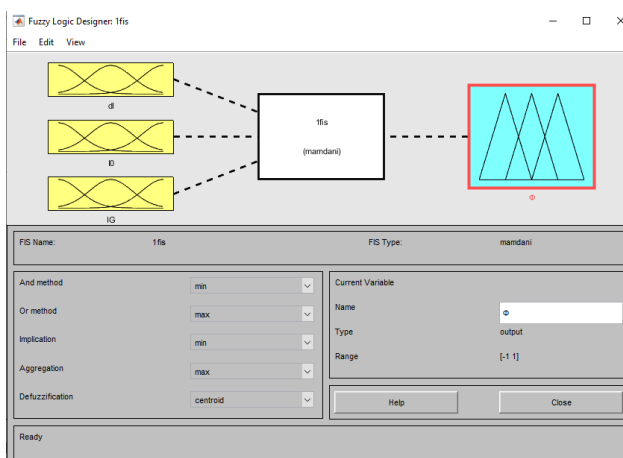 Fuzzy Logic Designer: 1fis
File Edit View
dI
1fis
I0
(mamdani)
IG
Φ
FIS Name: 1fis FIS Type: mamdani
And method min
Or method max
Implication min
Aggregation max
Defuzzification centroid
Current Variable
Name Φ
Type output
Range [-1 1]
Help Close
Ready